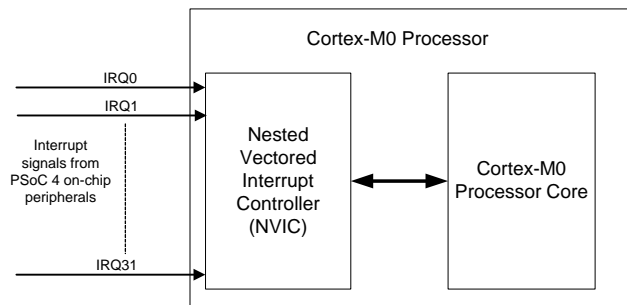 Cortex-M0 Processor
IRQ0
IRQ1
Interrupt
signals from
PSoC 4 on-chip
peripherals
IRQ31
Nested
Vectored
Interrupt
Controller
(NVIC)
Cortex-M0
Processor Core